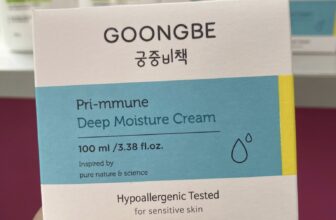 GOONGBE
궁중비책
Pri-mmune
Deep Moisture Cream
100 ml /3.38 fl.oz.
Inspired by
pure nature & science
Hypoallergenic Tested
for sensitive skin